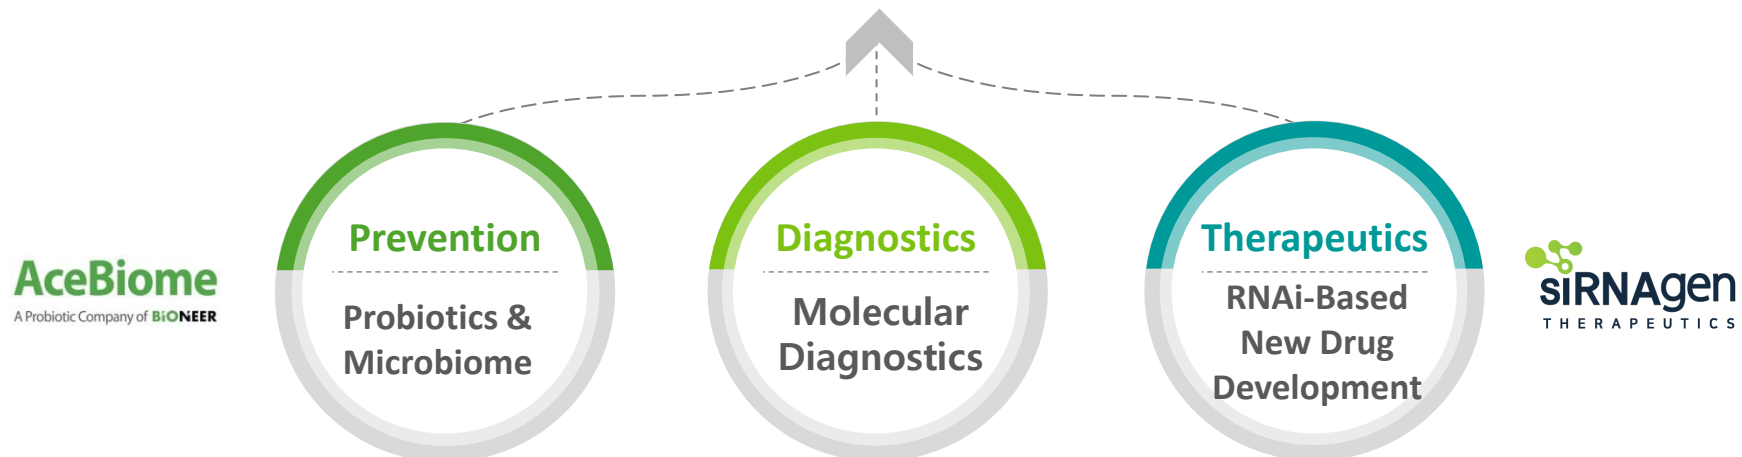 AceBiome
A Probiotic Company of BiONEER
Prevention
Probiotics &
Microbiome
Diagnostics
Molecular
Diagnostics
Therapeutics
RNAi-Based
New Drug
Development
siRNAgen
THERAPEUTICS